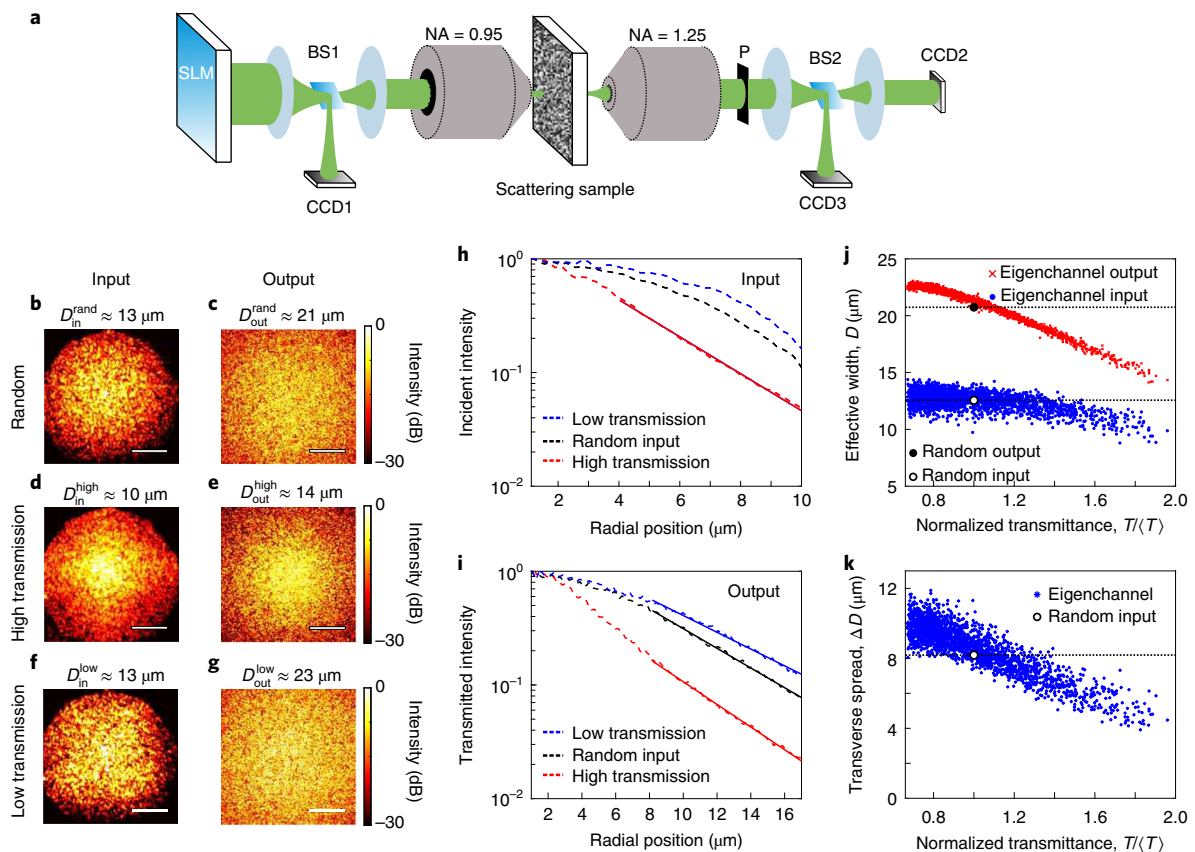 a
SLM
BS1
NA = 0.95
NA = 1.25
P
BS2
CCD2
CCD1
Scattering sample
CCD3
Input
Output
b
D_in^rand ≈ 13 μm
c
D_out^rand ≈ 21 μm
Random
0
Intensity (dB)
–30
d
D_in^high ≈ 10 μm
e
D_out^high ≈ 14 μm
High transmission
0
Intensity (dB)
–30
f
D_in^low ≈ 13 μm
g
D_out^low ≈ 23 μm
Low transmission
0
Intensity (dB)
–30
h
Input
Incident intensity
10^0
10^–1
10^–2
Low transmission
Random input
High transmission
2 4 6 8 10
Radial position (μm)
i
Output
Transmitted intensity
10^0
10^–1
10^–2
Low transmission
Random input
High transmission
2 4 6 8 10 12 14 16
Radial position (μm)
j
Effective width, D (μm)
25
20
15
10
5
0
Eigenchannel output
Eigenchannel input
Random output
Random input
0.8 1.2 1.6 2.0
Normalized transmittance, T/⟨T⟩
k
Transverse spread, ΔD (μm)
12
8
4
0
Eigenchannel
Random input
0.8 1.2 1.6 2.0
Normalized transmittance, T/⟨T⟩